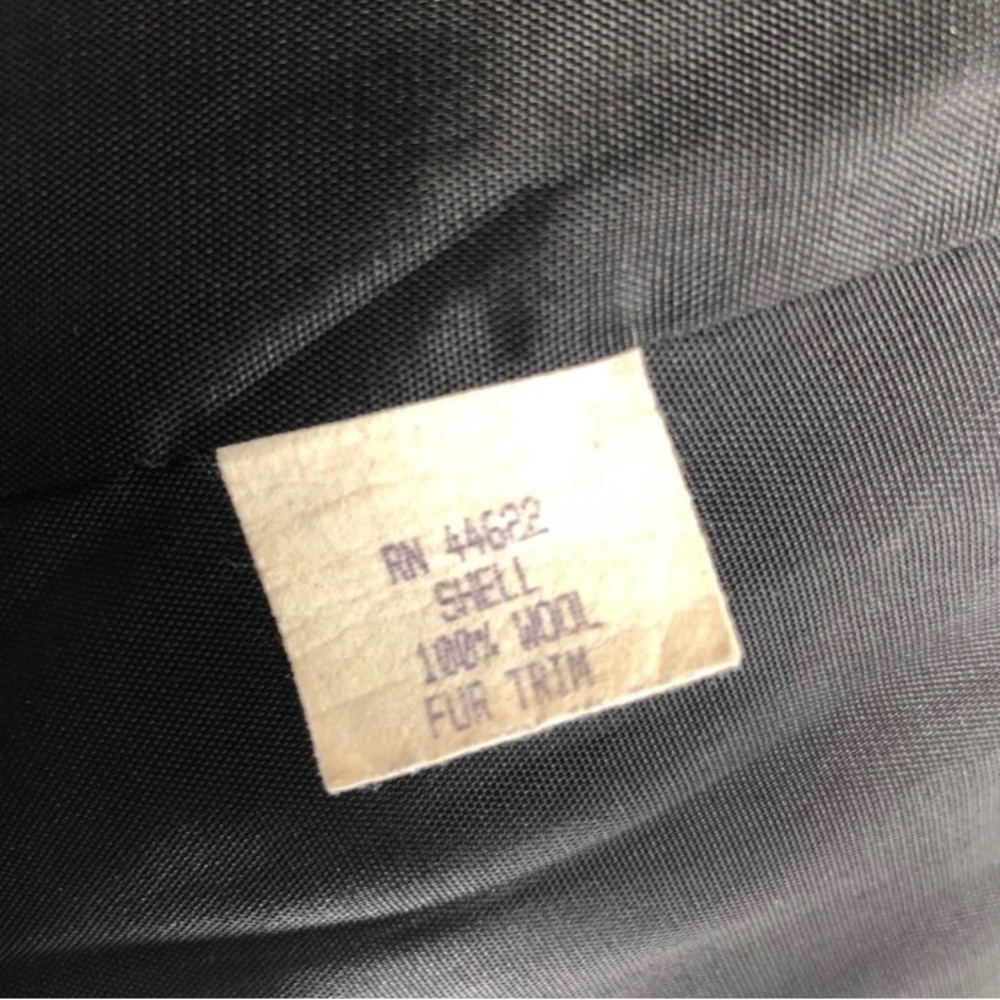 RN 44622
SHELL
100% WOOL
FUR TRIM